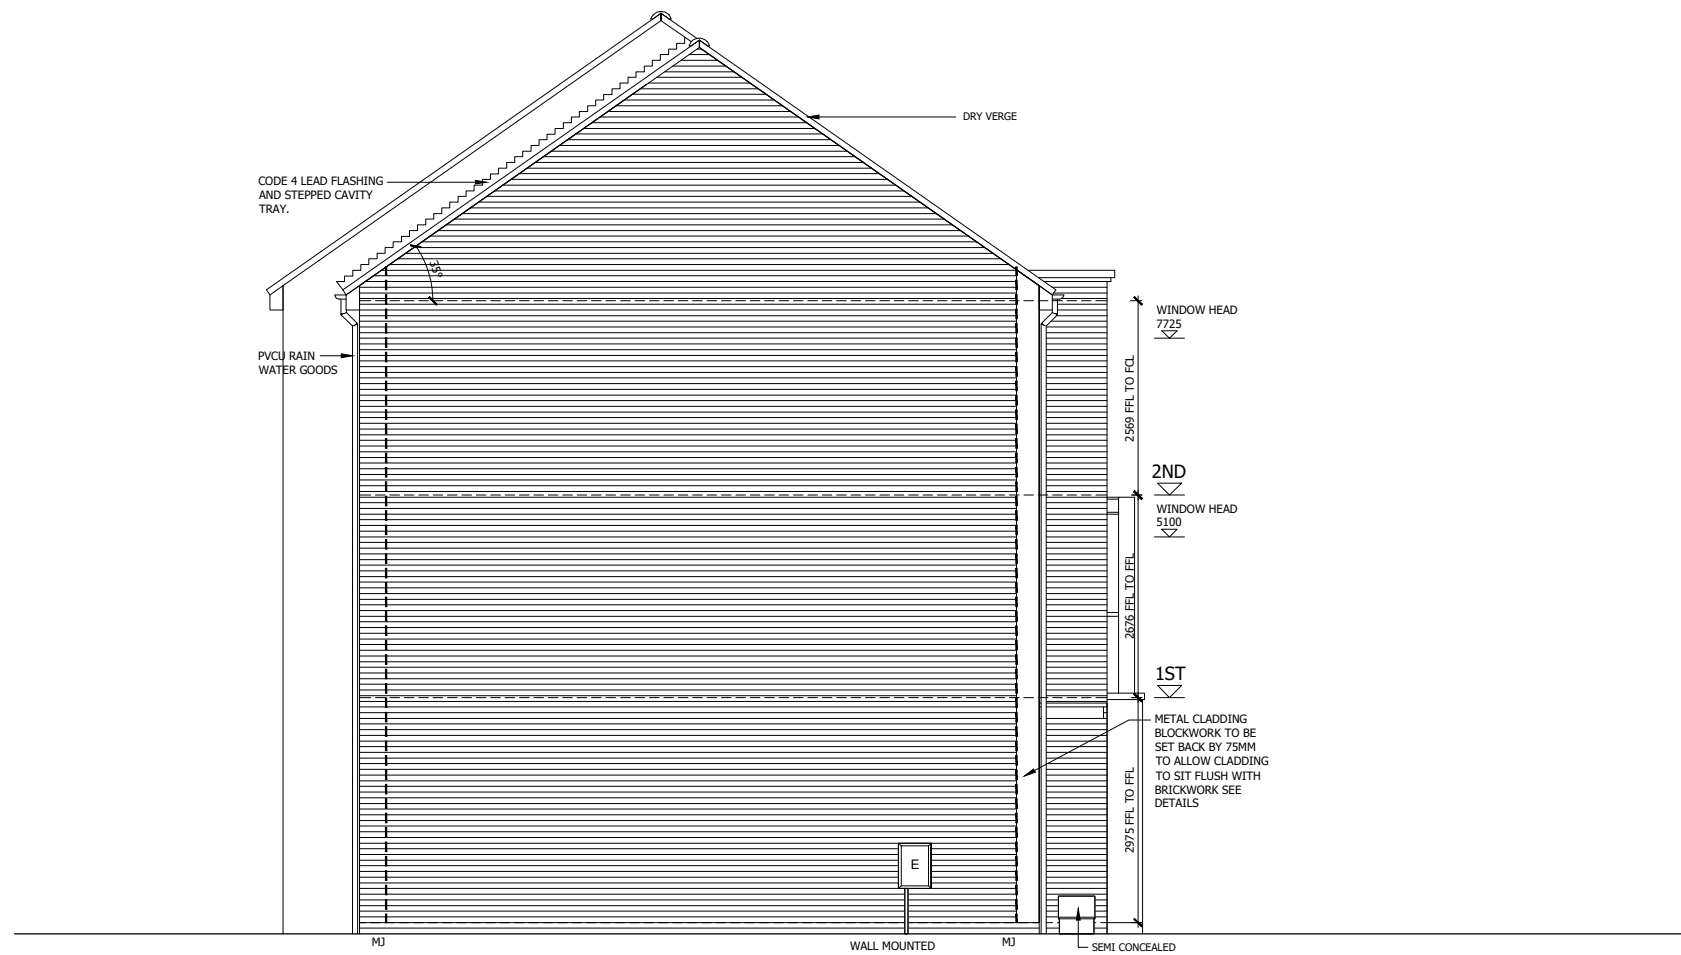 DRY VERGE
CODE 4 LEAD FLASHING
AND STEPPED CAVITY
TRAY.
35°
WINDOW HEAD
7725
PVCU RAIN
WATER GOODS
2569 FFL TO FCL
2ND
WINDOW HEAD
5100
2676 FFL TO FFL
1ST
METAL CLADDING
BLOCKWORK TO BE
SET BACK BY 75MM
TO ALLOW CLADDING
TO SIT FLUSH WITH
BRICKWORK SEE
DETAILS
2975 FFL TO FFL
E
MJ
WALL MOUNTED
MJ
SEMI CONCEALED